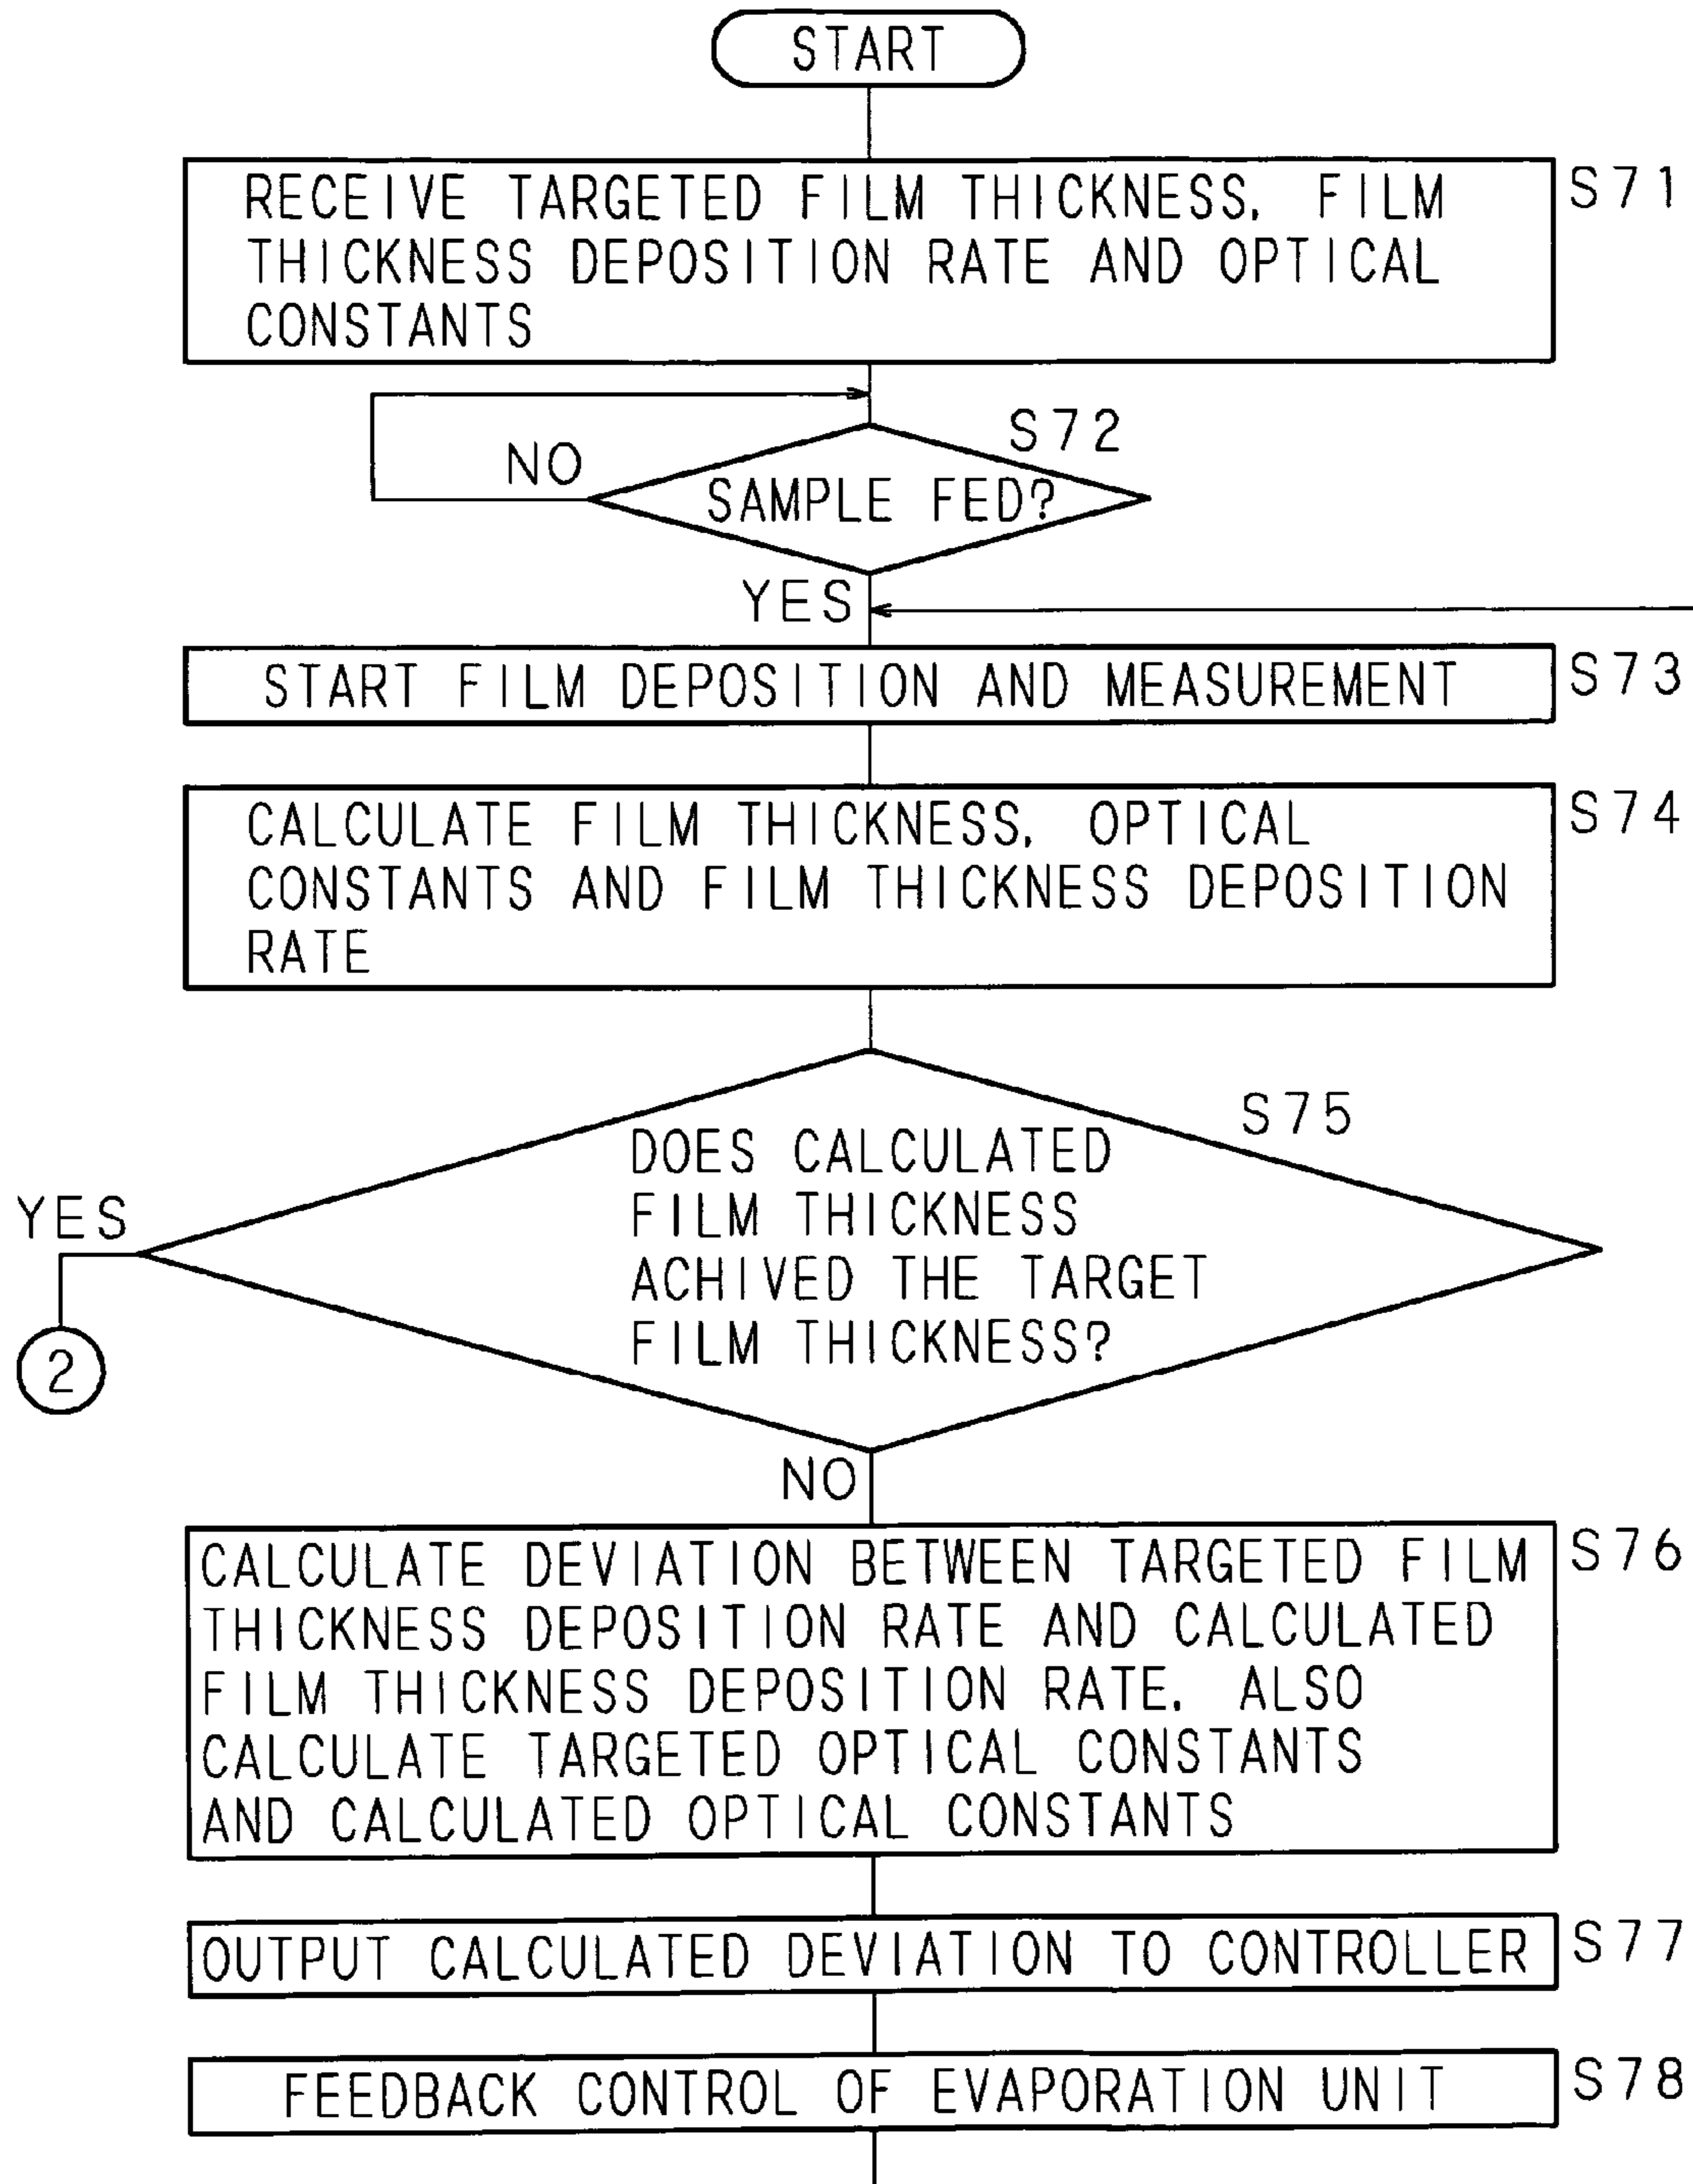 START
RECEIVE TARGETED FILM THICKNESS, FILM
THICKNESS DEPOSITION RATE AND OPTICAL
CONSTANTS
S71
S72
NO
SAMPLE FED?
YES
START FILM DEPOSITION AND MEASUREMENT
S73
CALCULATE FILM THICKNESS, OPTICAL
CONSTANTS AND FILM THICKNESS DEPOSITION
RATE
S74
S75
DOES CALCULATED
FILM THICKNESS
ACHIVED THE TARGET
FILM THICKNESS?
YES
2
NO
CALCULATE DEVIATION BETWEEN TARGETED FILM
THICKNESS DEPOSITION RATE AND CALCULATED
FILM THICKNESS DEPOSITION RATE. ALSO
CALCULATE TARGETED OPTICAL CONSTANTS
AND CALCULATED OPTICAL CONSTANTS
S76
OUTPUT CALCULATED DEVIATION TO CONTROLLER
S77
FEEDBACK CONTROL OF EVAPORATION UNIT
S78